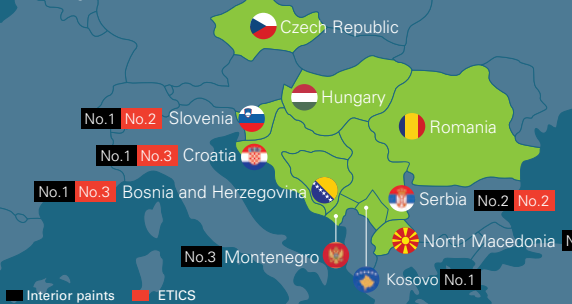 Czech Republic
Hungary
No.1 No.2 Slovenia
Romania
No.1 No.3 Croatia
No.1 No.3 Bosnia and Herzegovina
Serbia No.2 No.2
North Macedonia
No.3 Montenegro
Kosovo No.1
Interior paints ETICS